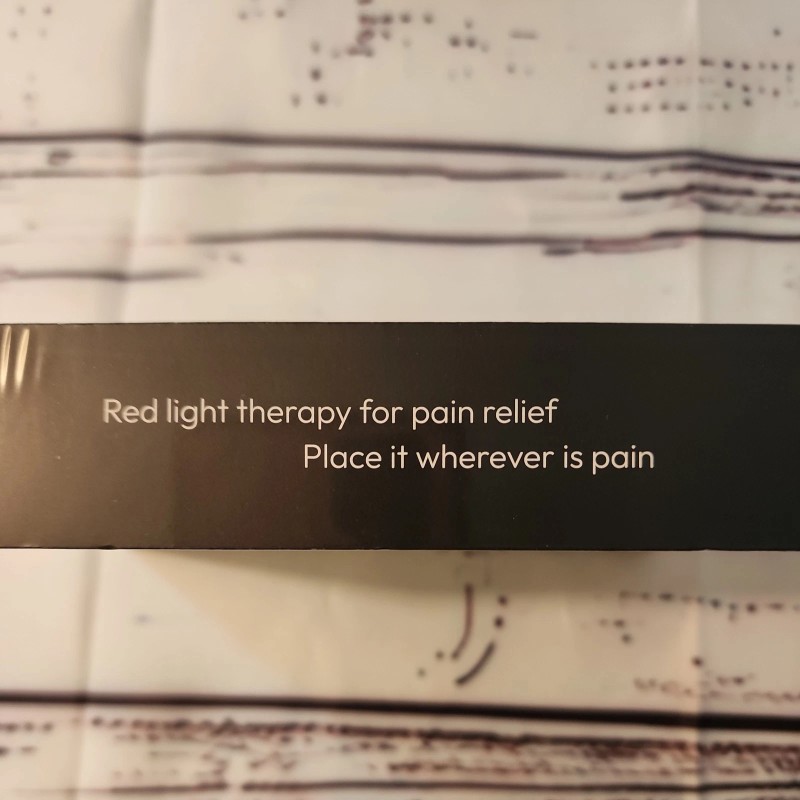 Red light therapy for pain relief
Place it wherever is pain